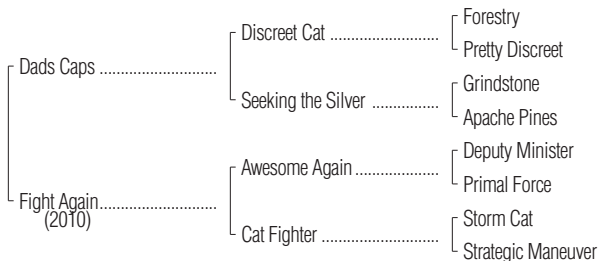 Forestry
Discreet Cat ..........................
Pretty Discreet
Dads Caps ............................
Grindstone
Seeking the Silver ................
Apache Pines
Deputy Minister
Awesome Again ....................
Primal Force
Fight Again............................
(2010)
Storm Cat
Cat Fighter ............................
Strategic Maneuver